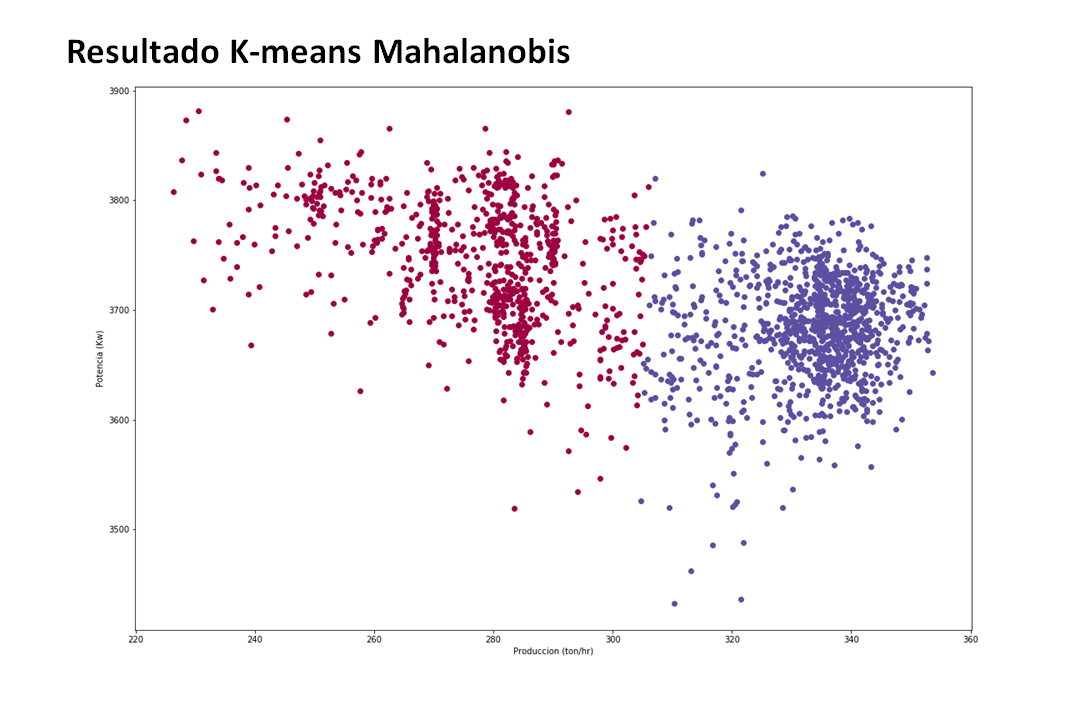 Resultado K-means Mahalanobis
3900
3800
3700
3600
3500
Potencia (Kw)
220 240 260 280 300 320 340 360
Produccion (ton/hr)